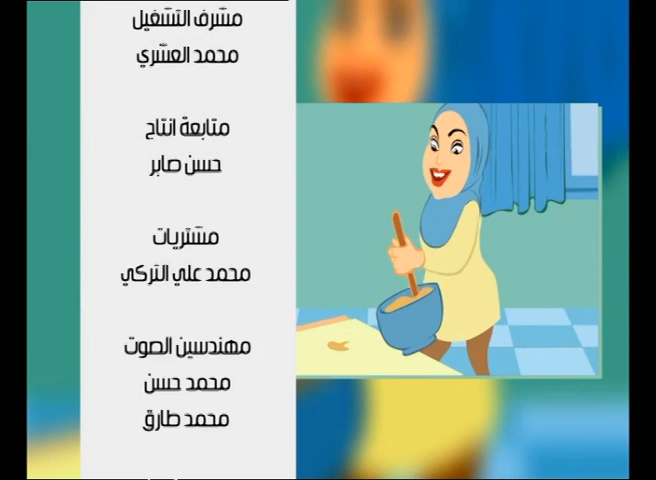 مشرف التشغيل
محمد العشري
متابعة انتاج
حسن صابر
مشتريات
محمد علي التركي
مهندسين الصوت
محمد حسن
محمد طارق